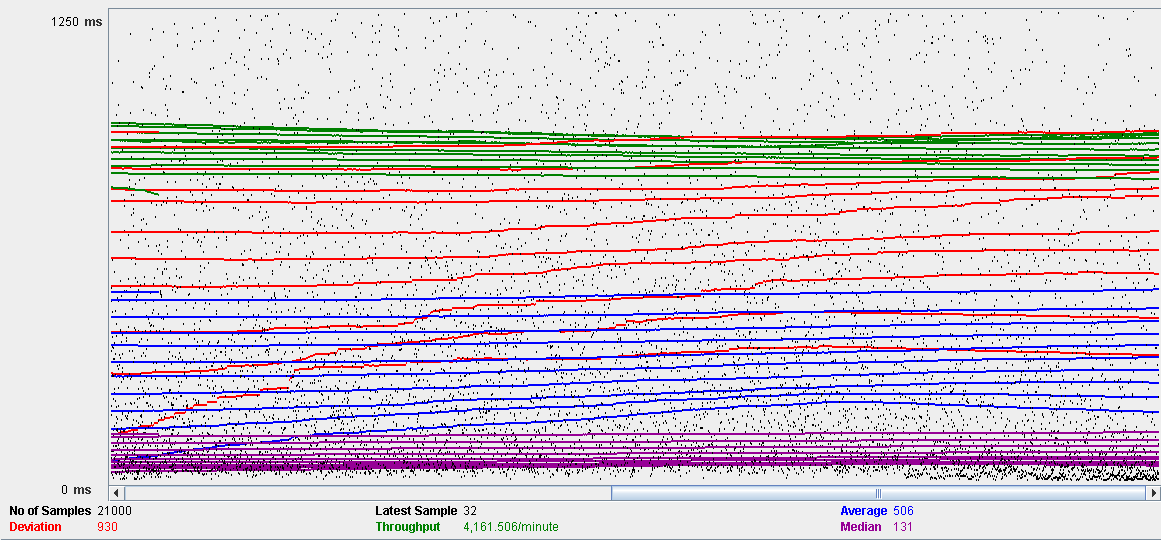 1250 ms
0 ms
No of Samples 21000 Latest Sample 32 Average 506
Deviation 930 Throughput 4,161.506/minute Median 131